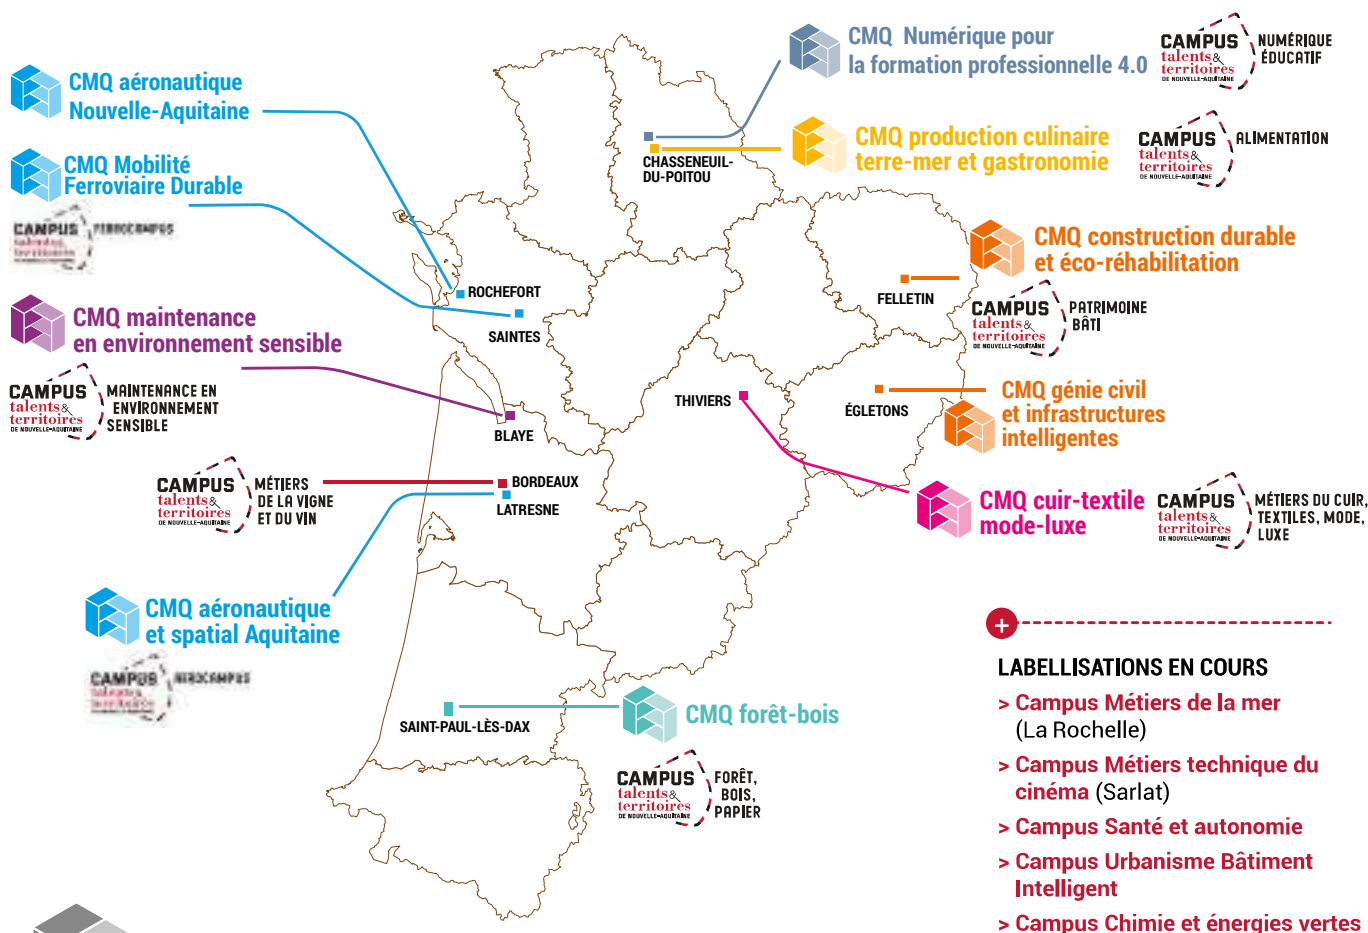 CMQ aéronautique
Nouvelle-Aquitaine
CMQ Mobilité
Ferroviaire Durable
CAMPUS
talents
territoires
FERROCAMPUS
CMQ maintenance
en environnement sensible
CAMPUS
talents&
territoires
DE NOUVELLE-AQUITAINE
MAINTENANCE EN
ENVIRONNEMENT
SENSIBLE
CAMPUS
talents&
territoires
DE NOUVELLE-AQUITAINE
MÉTIERS
DE LA VIGNE
ET DU VIN
CMQ aéronautique
et spatial Aquitaine
CAMPUS
talents
territoires
AEROCAMPUS
CHASSENEUIL-
DU-POITOU
ROCHEFORT
SAINTES
BLAYE
BORDEAUX
LATRESNE
THIVIERS
FELLETIN
ÉGLETONS
SAINT-PAUL-LÈS-DAX
CMQ Numérique pour
la formation professionnelle 4.0
CAMPUS
talents&
territoires
DE NOUVELLE-AQUITAINE
NUMÉRIQUE
ÉDUCATIF
CMQ production culinaire
terre-mer et gastronomie
CAMPUS
talents&
territoires
DE NOUVELLE-AQUITAINE
ALIMENTATION
CMQ construction durable
et éco-réhabilitation
CAMPUS
talents&
territoires
DE NOUVELLE-AQUITAINE
PATRIMOINE
BÂTI
CMQ génie civil
et infrastructures
intelligentes
CMQ cuir-textile
mode-luxe
CAMPUS
talents&
territoires
DE NOUVELLE-AQUITAINE
MÉTIERS DU CUIR,
TEXTILES, MODE,
LUXE
CMQ forêt-bois
CAMPUS
talents&
territoires
DE NOUVELLE-AQUITAINE
FORÊT,
BOIS,
PAPIER
+
LABELLISATIONS EN COURS
> Campus Métiers de la mer
(La Rochelle)
> Campus Métiers technique du
cinéma (Sarlat)
> Campus Santé et autonomie
> Campus Urbanisme Bâtiment
Intelligent
> Campus Chimie et énergies vertes